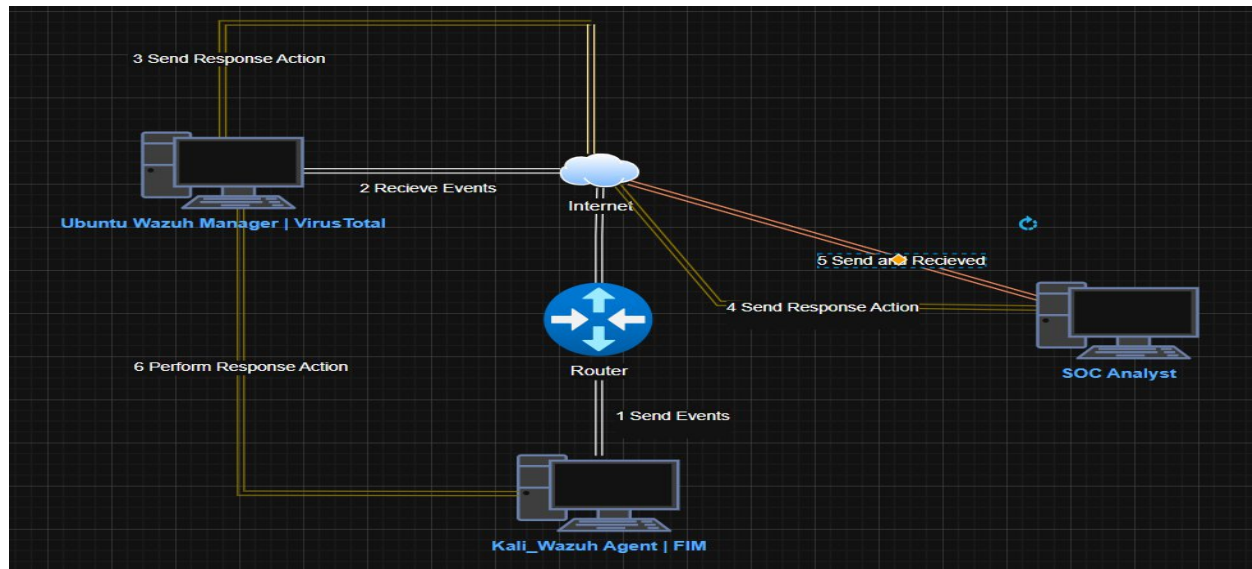 3 Send Response Action
2 Recieve Events
Ubuntu Wazuh Manager | VirusTotal
Internet
5 Send and Recieved
4 Send Response Action
SOC Analyst
6 Perform Response Action
Router
1 Send Events
Kali_Wazuh Agent | FIM